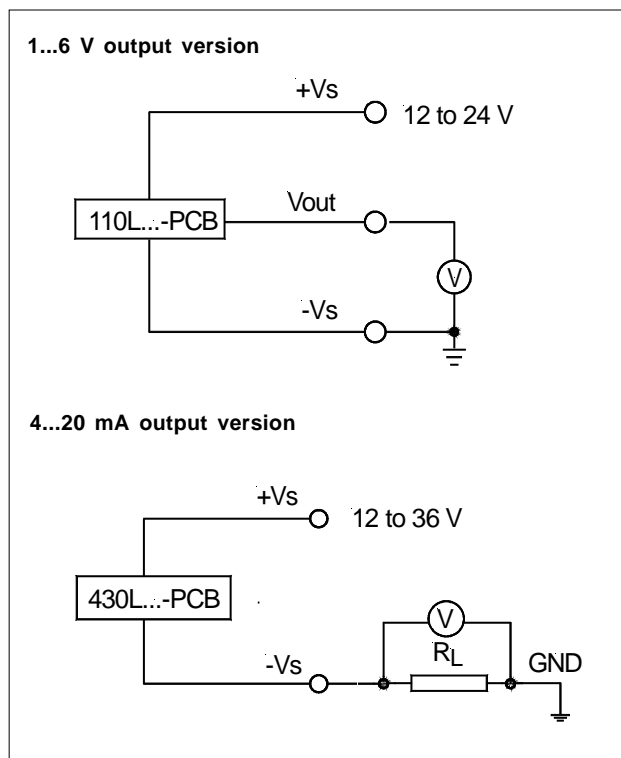 1...6 V output version
+Vs
12 to 24 V
110L...-PCB
Vout
V
-Vs
4...20 mA output version
+Vs
12 to 36 V
430L...-PCB
V
RL
GND
-Vs